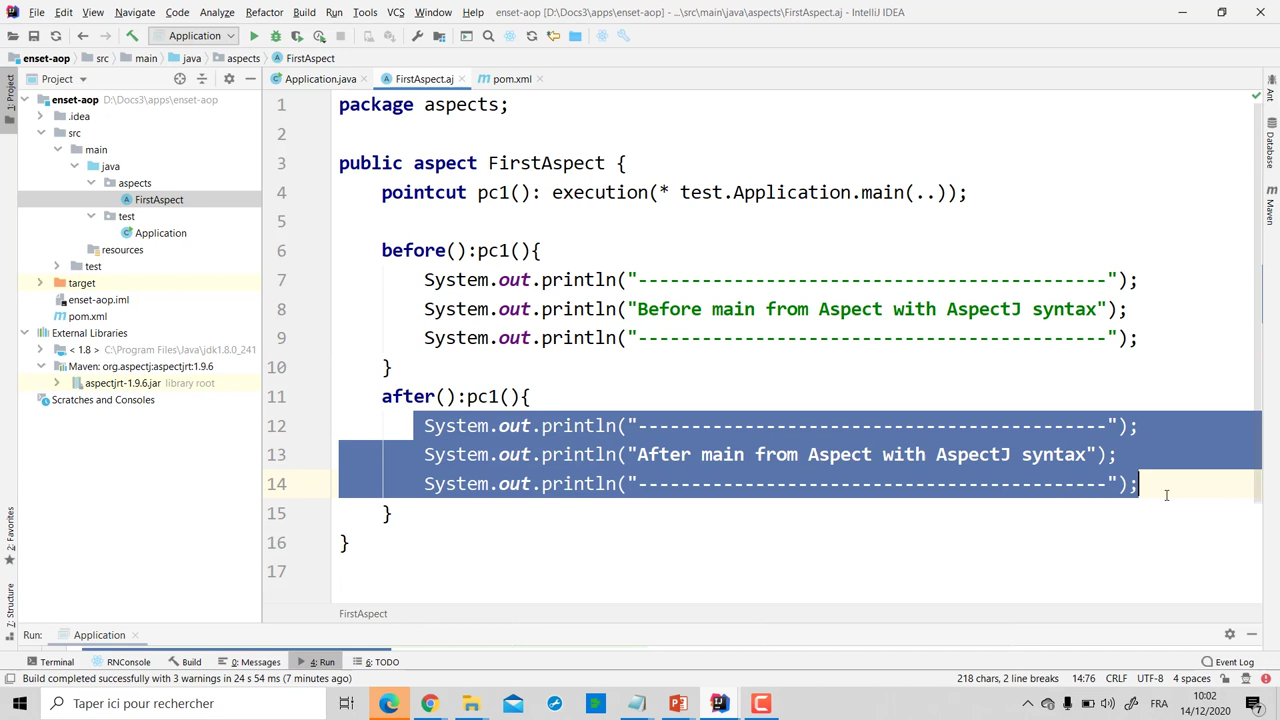 File Edit View Navigate Code Analyze Refactor Build Run Tools VCS Window Help enset-aop [D:\Docs3\apps\enset-aop] - ...\src\main\java\aspects\FirstAspect.aj - IntelliJ IDEA
Application
enset-aop src main java aspects FirstAspect
Project
Application.java FirstAspect.aj pom.xml
1: Project
2: Favorites
7: Structure
enset-aop D:\Docs3\apps\enset-aop
.idea
src
main
java
aspects
FirstAspect
test
Application
resources
test
target
enset-aop.iml
pom.xml
External Libraries
< 1.8 > C:\Program Files\Java\jdk1.8.0_241
Maven: org.aspectj:aspectjrt:1.9.6
aspectjrt-1.9.6.jar library root
Scratches and Consoles
1 package aspects;
2
3 public aspect FirstAspect {
4 pointcut pc1(): execution(* test.Application.main(..));
5
6 before():pc1(){
7 System.out.println("--------------------------------------------");
8 System.out.println("Before main from Aspect with AspectJ syntax");
9 System.out.println("--------------------------------------------");
10 }
11 after():pc1(){
12 System.out.println("--------------------------------------------");
13 System.out.println("After main from Aspect with AspectJ syntax");
14 System.out.println("--------------------------------------------");
15 }
16 }
17
FirstAspect
Ant
Database
Maven
Run: Application
Terminal RNConsole Build 0: Messages 4: Run 6: TODO Event Log
Build completed successfully with 3 warnings in 24 s 54 ms (7 minutes ago) 218 chars, 2 line breaks 14:76 CRLF UTF-8 4 spaces
Taper ici pour rechercher
FRA
10:02
14/12/2020
7